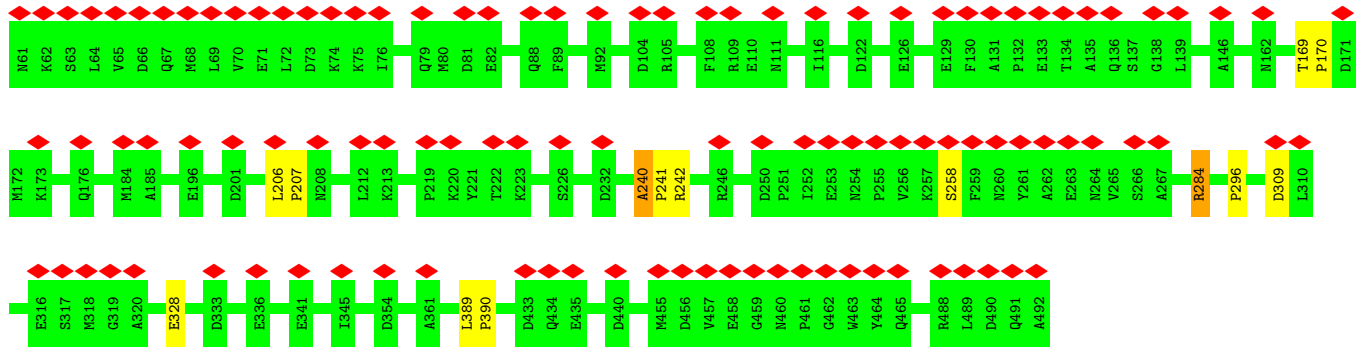 N61 K62 S63 L64 V65 D66 Q67 M68 L69 V70 E71 L72 D73 K74 K75 I76 Q79 M80 D81 E82 Q88 F89 M92 D104 R105 F108 R109 E110 N111 I116 D122 E126 E129 F130 A131 P132 E133 T134 A135 Q136 S137 G138 L139 A146 N162 T169 P170 D171
M172 K173 Q176 M184 A185 E196 D201 L206 P207 N208 L212 K213 P219 K220 Y221 T222 K223 S226 D232 A240 P241 R242 R246 D250 P251 I252 E253 N254 P255 V256 K257 S258 F259 N260 Y261 A262 E263 N264 V265 S266 A267 R284 P296 D309 L310
E316 S317 M318 G319 A320 E328 D333 E336 E341 I345 D354 A361 L389 P390 D433 Q434 E435 D440 M455 D456 V457 E458 G459 N460 P461 G462 W463 Y464 Q465 R488 L489 D490 Q491 A492